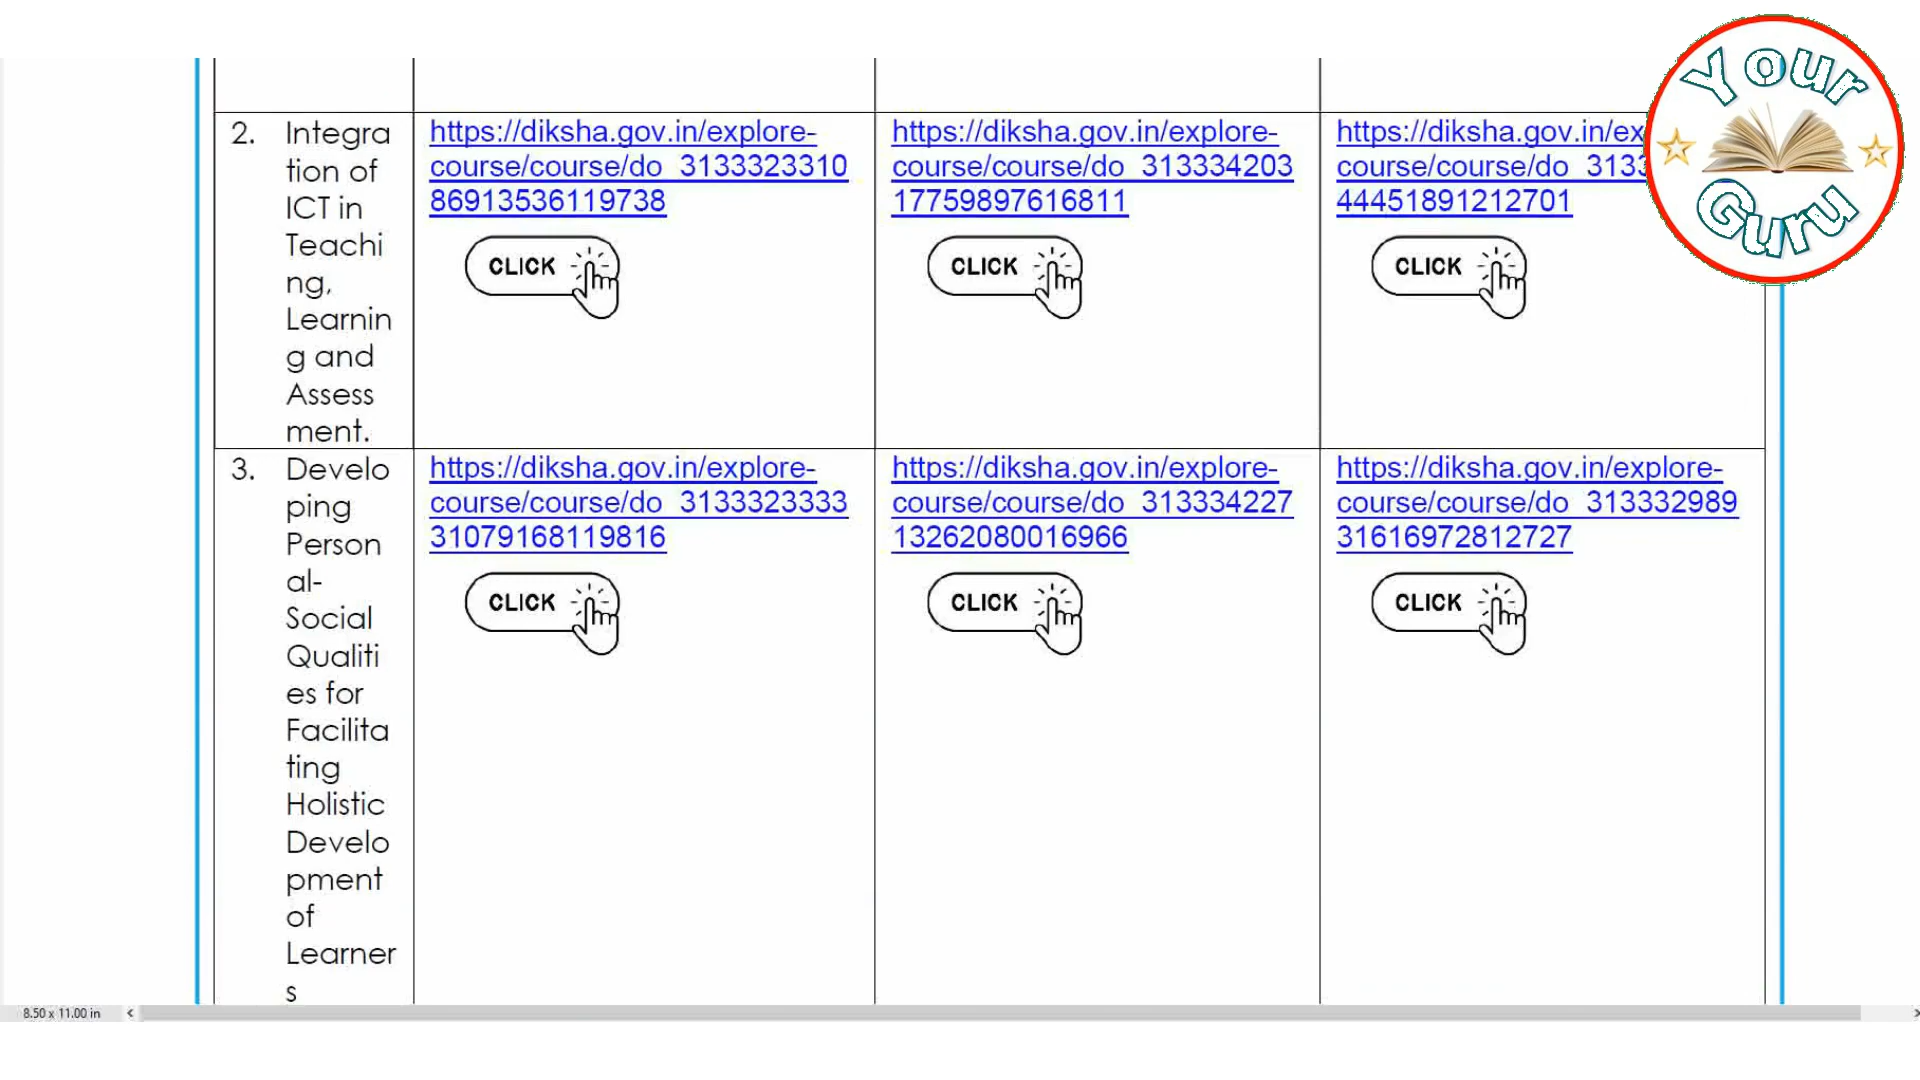 Your
Guru
2. Integra
tion of
ICT in
Teachi
ng,
Learnin
g and
Assess
ment.
https://diksha.gov.in/explore-
course/course/do_3133323310
86913536119738
CLICK
https://diksha.gov.in/explore-
course/course/do_313334203
17759897616811
CLICK
https://diksha.gov.in/ex
course/course/do_313
44451891212701
CLICK
3. Develo
ping
Person
al-
Social
Qualiti
es for
Facilita
ting
Holistic
Develo
pment
of
Learner
s
https://diksha.gov.in/explore-
course/course/do_3133323333
31079168119816
CLICK
https://diksha.gov.in/explore-
course/course/do_313334227
13262080016966
CLICK
https://diksha.gov.in/explore-
course/course/do_313332989
31616972812727
CLICK
8.50 x 11.00 in